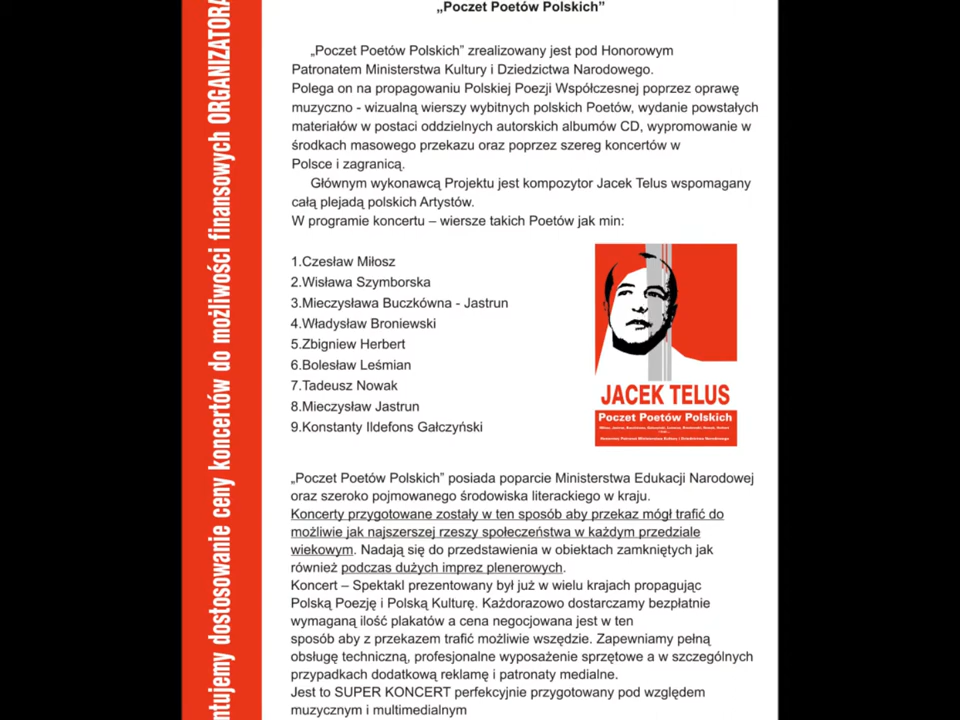 „Poczet Poetów Polskich”
„Poczet Poetów Polskich” zrealizowany jest pod Honorowym
Patronatem Ministerstwa Kultury i Dziedzictwa Narodowego.
Polega on na propagowaniu Polskiej Poezji Współczesnej poprzez oprawę
muzyczno - wizualną wierszy wybitnych polskich Poetów, wydanie powstałych
materiałów w postaci oddzielnych autorskich albumów CD, wypromowanie w
środkach masowego przekazu oraz poprzez szereg koncertów w
Polsce i zagranicą.
Głównym wykonawcą Projektu jest kompozytor Jacek Telus wspomagany
całą plejadą polskich Artystów.
W programie koncertu – wiersze takich Poetów jak min:
1.Czesław Miłosz
2.Wisława Szymborska
3.Mieczysława Buczkówna - Jastrun
4.Władysław Broniewski
5.Zbigniew Herbert
6.Bolesław Leśmian
7.Tadeusz Nowak
8.Mieczysław Jastrun
9.Konstanty Ildefons Gałczyński
JACEK TELUS
Poczet Poetów Polskich
Honorowy Patronat Ministerstwa Kultury i Dziedzictwa Narodowego
„Poczet Poetów Polskich” posiada poparcie Ministerstwa Edukacji Narodowej
oraz szeroko pojmowanego środowiska literackiego w kraju.
Koncerty przygotowane zostały w ten sposób aby przekaz mógł trafić do
możliwie jak najszerszej rzeszy społeczeństwa w każdym przedziale
wiekowym. Nadają się do przedstawienia w obiektach zamkniętych jak
również podczas dużych imprez plenerowych.
Koncert – Spektakl prezentowany był już w wielu krajach propagując
Polską Poezję i Polską Kulturę. Każdorazowo dostarczamy bezpłatnie
wymaganą ilość plakatów a cena negocjowana jest w ten
sposób aby z przekazem trafić możliwie wszędzie. Zapewniamy pełną
obsługę techniczną, profesjonalne wyposażenie sprzętowe a w szczególnych
przypadkach dodatkową reklamę i patronaty medialne.
Jest to SUPER KONCERT perfekcyjnie przygotowany pod względem
muzycznym i multimedialnym
ntujemy dostosowanie ceny koncertów do możliwości finansowych ORGANIZATORA